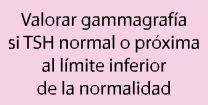 Valorar gammagrafía
si TSH normal o próxima
al límite inferior
de la normalidad